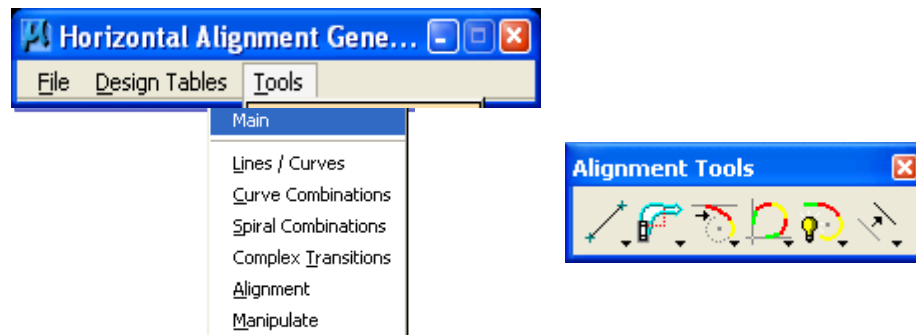 Horizontal Alignment Gene...
File Design Tables Tools
Main
Lines / Curves
Curve Combinations
Spiral Combinations
Complex Transitions
Alignment
Manipulate
Alignment Tools